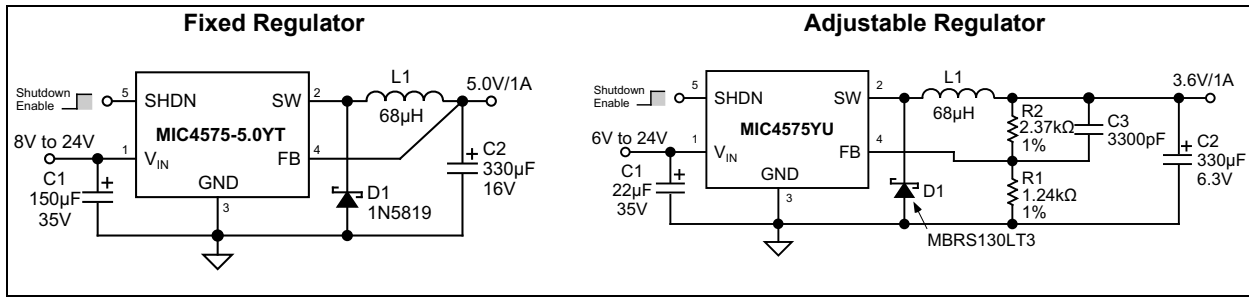 Fixed Regulator
Shutdown
Enable
5
SHDN
SW
2
L1
68µH
5.0V/1A
MIC4575-5.0YT
8V to 24V
1
VIN
FB
4
GND
3
C1
150µF
35V
D1
1N5819
C2
330µF
16V
Adjustable Regulator
Shutdown
Enable
5
SHDN
SW
2
L1
68µH
3.6V/1A
MIC4575YU
6V to 24V
1
VIN
FB
4
GND
3
C1
22µF
35V
D1
MBRS130LT3
R2
2.37kΩ
1%
C3
3300pF
R1
1.24kΩ
1%
C2
330µF
6.3V